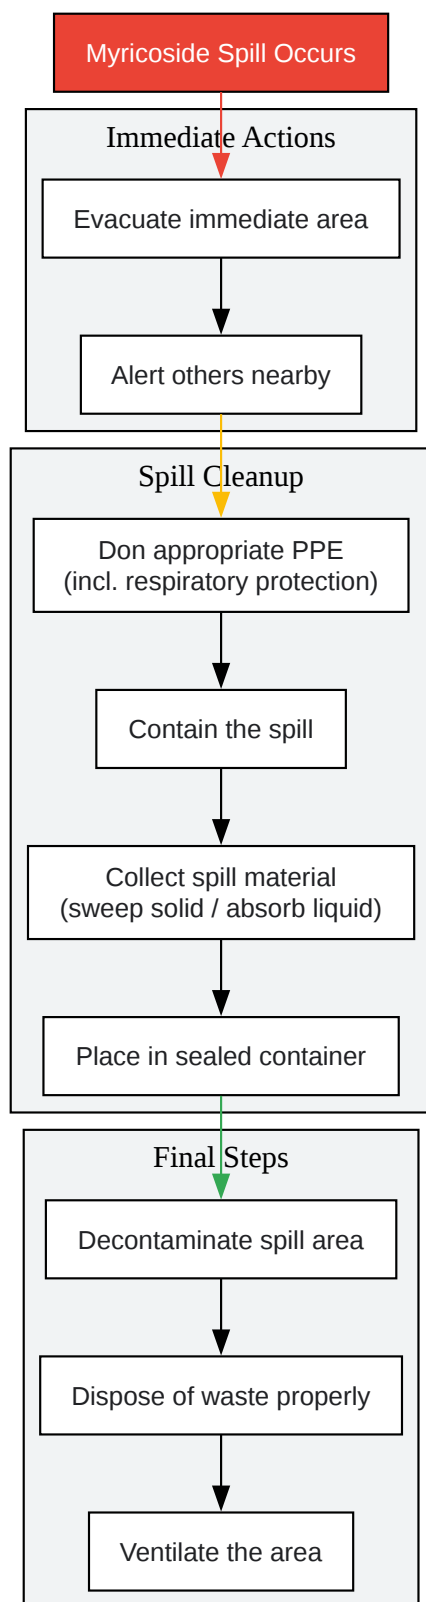 Myricoside Spill Occurs
Immediate Actions
Evacuate immediate area
Alert others nearby
Spill Cleanup
Don appropriate PPE
(incl. respiratory protection)
Contain the spill
Collect spill material
(sweep solid / absorb liquid)
Place in sealed container
Final Steps
Decontaminate spill area
Dispose of waste properly
Ventilate the area